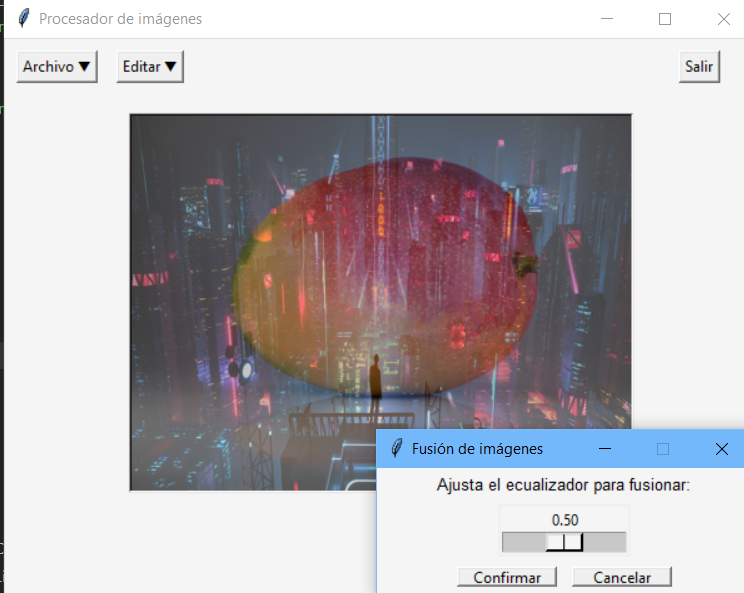 Procesador de imágenes
Archivo ▼ Editar ▼ Salir
Fusión de imágenes
Ajusta el ecualizador para fusionar:
0.50
Confirmar Cancelar